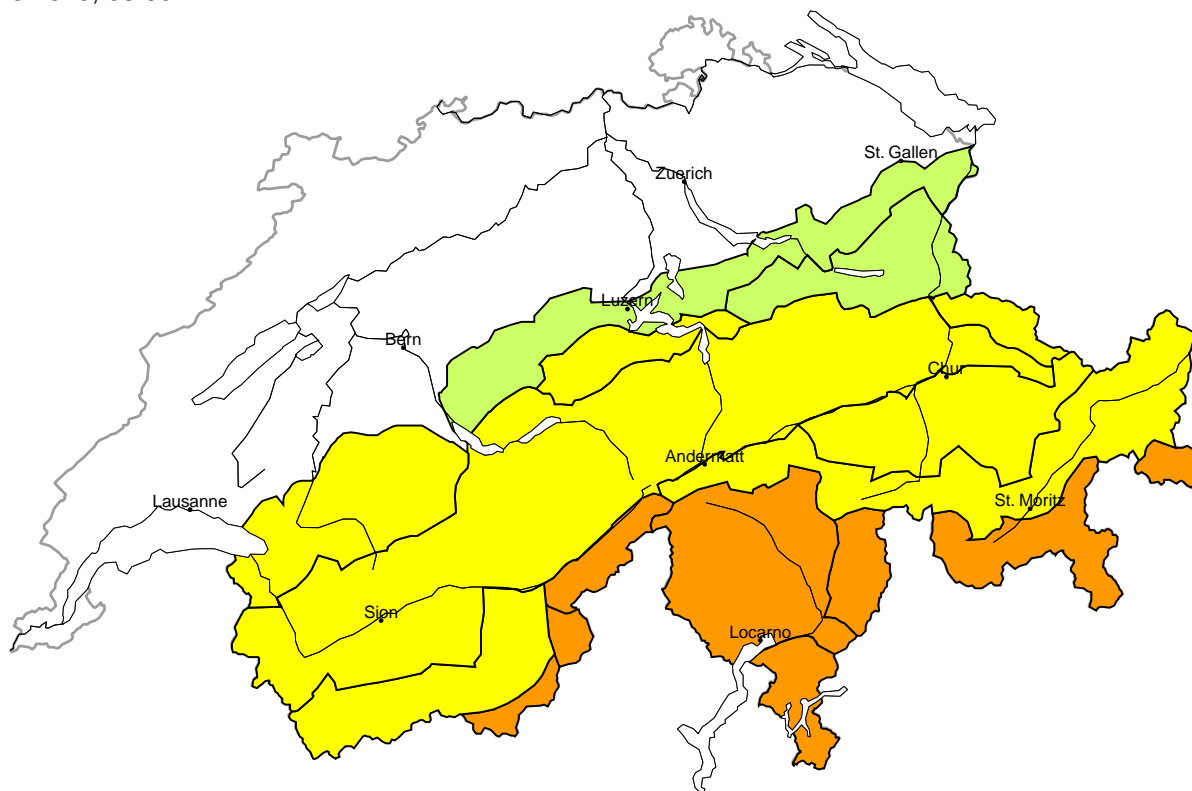 St. Gallen
Zuerich
Luzern
Bern
Chur
Andermatt
Lausanne
St. Moritz
Sion
Locarno